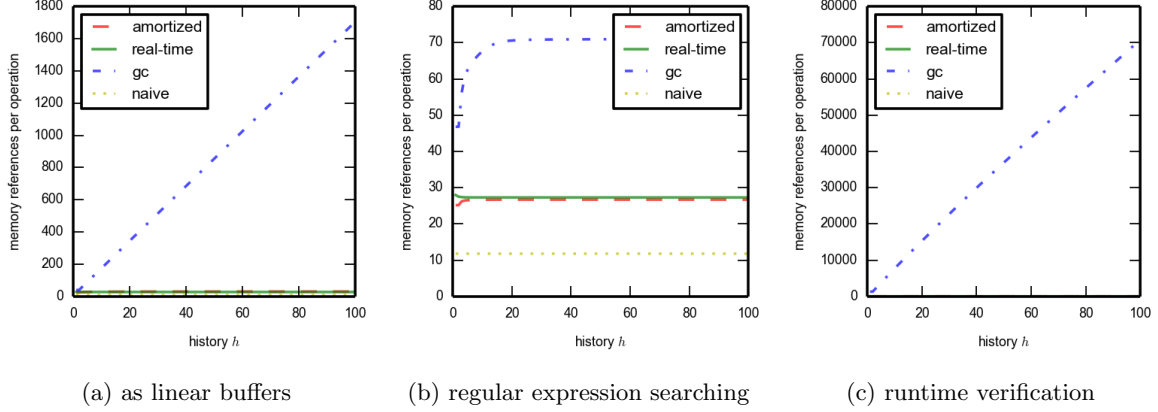 memory references per operation
1800
1600
1400
1200
1000
800
600
400
200
0
amortized
real-time
gc
naive
0 20 40 60 80 100
history h
(a) as linear buffers
memory references per operation
80
70
60
50
40
30
20
10
0
amortized
real-time
gc
naive
0 20 40 60 80 100
history h
(b) regular expression searching
memory references per operation
80000
70000
60000
50000
40000
30000
20000
10000
0
amortized
real-time
gc
naive
0 20 40 60 80 100
history h
(c) runtime verification